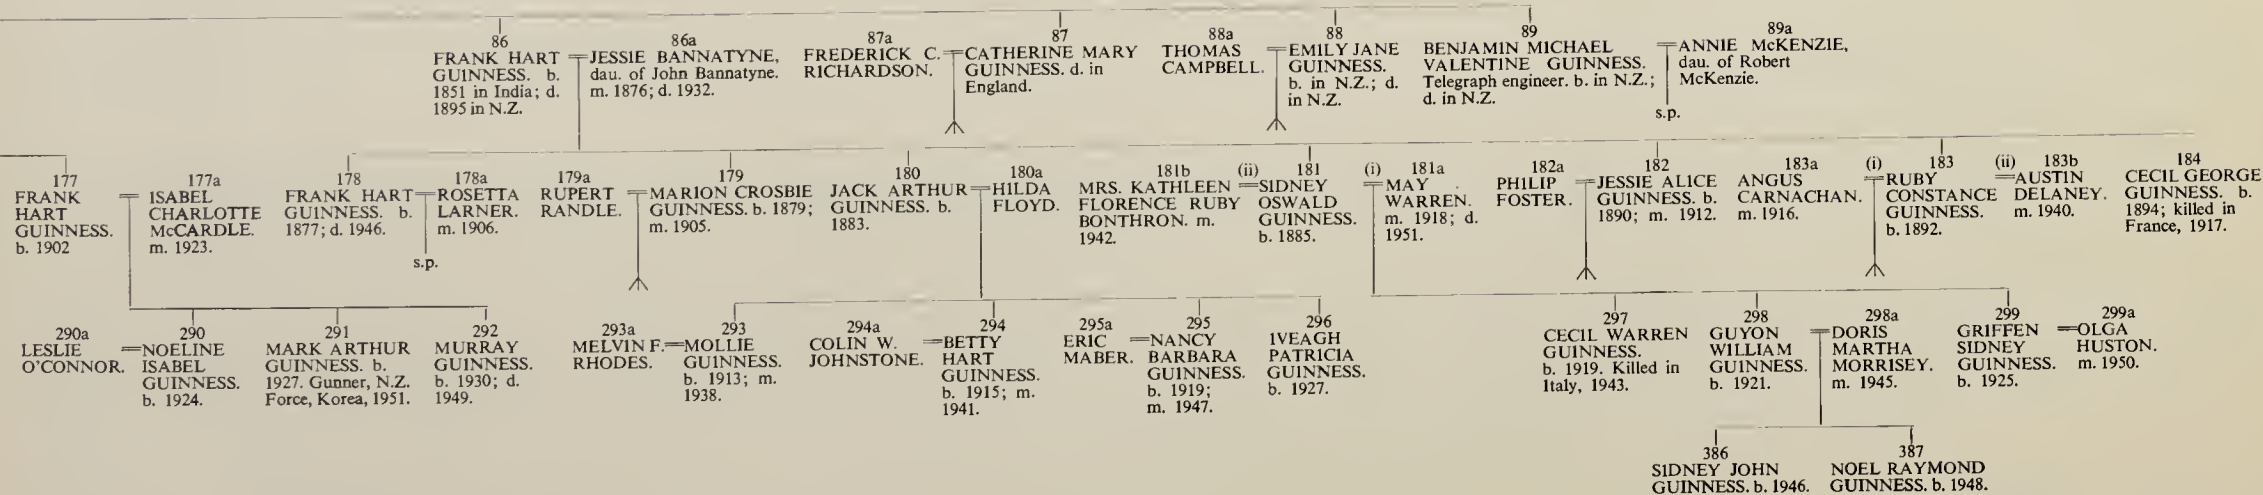 86
FRANK HART
GUINNESS. b.
1851 in India; d.
1895 in N.Z.
86a
JESSIE BANNATYNE,
dau. of John Bannatyne.
m. 1876; d. 1932.
87a
FREDERICK C.
RICHARDSON.
87
CATHERINE MARY
GUINNESS. d. in
England.
88a
THOMAS
CAMPBELL.
88
EMILY JANE
GUINNESS.
b. in N.Z.; d.
in N.Z.
89
BENJAMIN MICHAEL
VALENTINE GUINNESS.
Telegraph engineer. b. in N.Z.;
d. in N.Z.
89a
ANNIE McKENZIE,
dau. of Robert
McKenzie.
s.p.
177
FRANK
HART
GUINNESS.
b. 1902
177a
ISABEL
CHARLOTTE
McCARDLE.
m. 1923.
178
FRANK HART
GUINNESS. b.
1877; d. 1946.
178a
ROSETTA
LARNER.
m. 1906.
s.p.
179a
RUPERT
RANDLE.
179
MARION CROSBIE
GUINNESS. b. 1879;
m. 1905.
180
JACK ARTHUR
GUINNESS. b.
1883.
180a
HILDA
FLOYD.
181b
MRS. KATHLEEN
FLORENCE RUBY
BONTHRON. m.
1942.
(ii)
181
SIDNEY
OSWALD
GUINNESS.
b. 1885.
(i)
181a
MAY
WARREN.
m. 1918; d.
1951.
182a
PHILIP
FOSTER.
182
JESSIE ALICE
GUINNESS. b.
1890; m. 1912.
183a
ANGUS
CARNACHAN.
m. 1916.
(i)
183
RUBY
CONSTANCE
GUINNESS.
b. 1892.
(ii)
183b
AUSTIN
DELANEY.
m. 1940.
184
CECIL GEORGE
GUINNESS. b.
1894; killed in
France, 1917.
290a
LESLIE
O'CONNOR.
290
NOELINE
ISABEL
GUINNESS.
b. 1924.
291
MARK ARTHUR
GUINNESS. b.
1927. Gunner, N.Z.
Force, Korea, 1951.
292
MURRAY
GUINNESS.
b. 1930; d.
1949.
293a
MELVIN F.
RHODES.
293
MOLLIE
GUINNESS.
b. 1913; m.
1938.
294a
COLIN W.
JOHNSTONE.
294
BETTY
HART
GUINNESS.
b. 1915; m.
1941.
295a
ERIC
MABER.
295
NANCY
BARBARA
GUINNESS.
b. 1919;
m. 1947.
296
IVEAGH
PATRICIA
GUINNESS.
b. 1927.
297
CECIL WARREN
GUINNESS.
b. 1919. Killed in
Italy, 1943.
298
GUYON
WILLIAM
GUINNESS.
b. 1921.
298a
DORIS
MARTHA
MORRISEY.
m. 1945.
299
GRIFFEN
SIDNEY
GUINNESS.
b. 1925.
299a
OLGA
HUSTON.
m. 1950.
386
SIDNEY JOHN
GUINNESS. b. 1946.
387
NOEL RAYMOND
GUINNESS. b. 1948.